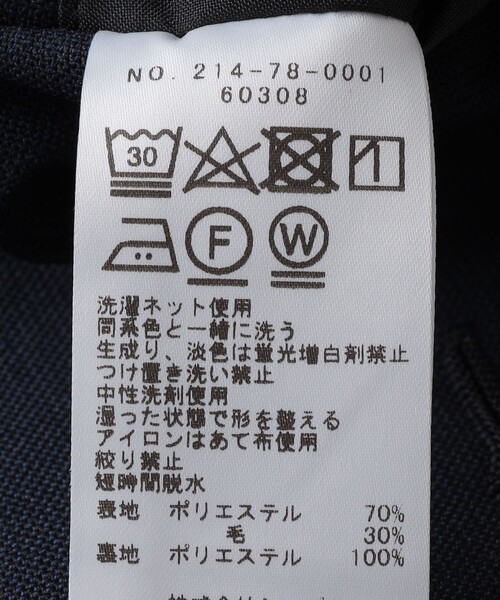 NO. 214-78-0001
60308
30
F W
洗濯ネット使用
同系色と一緒に洗う
生成り、淡色は蛍光増白剤禁止
つけ置き洗い禁止
中性洗剤使用
湿った状態で形を整える
アイロンはあて布使用
絞り禁止
短時間脱水
表地 ポリエステル 70%
毛 30%
裏地 ポリエステル 100%